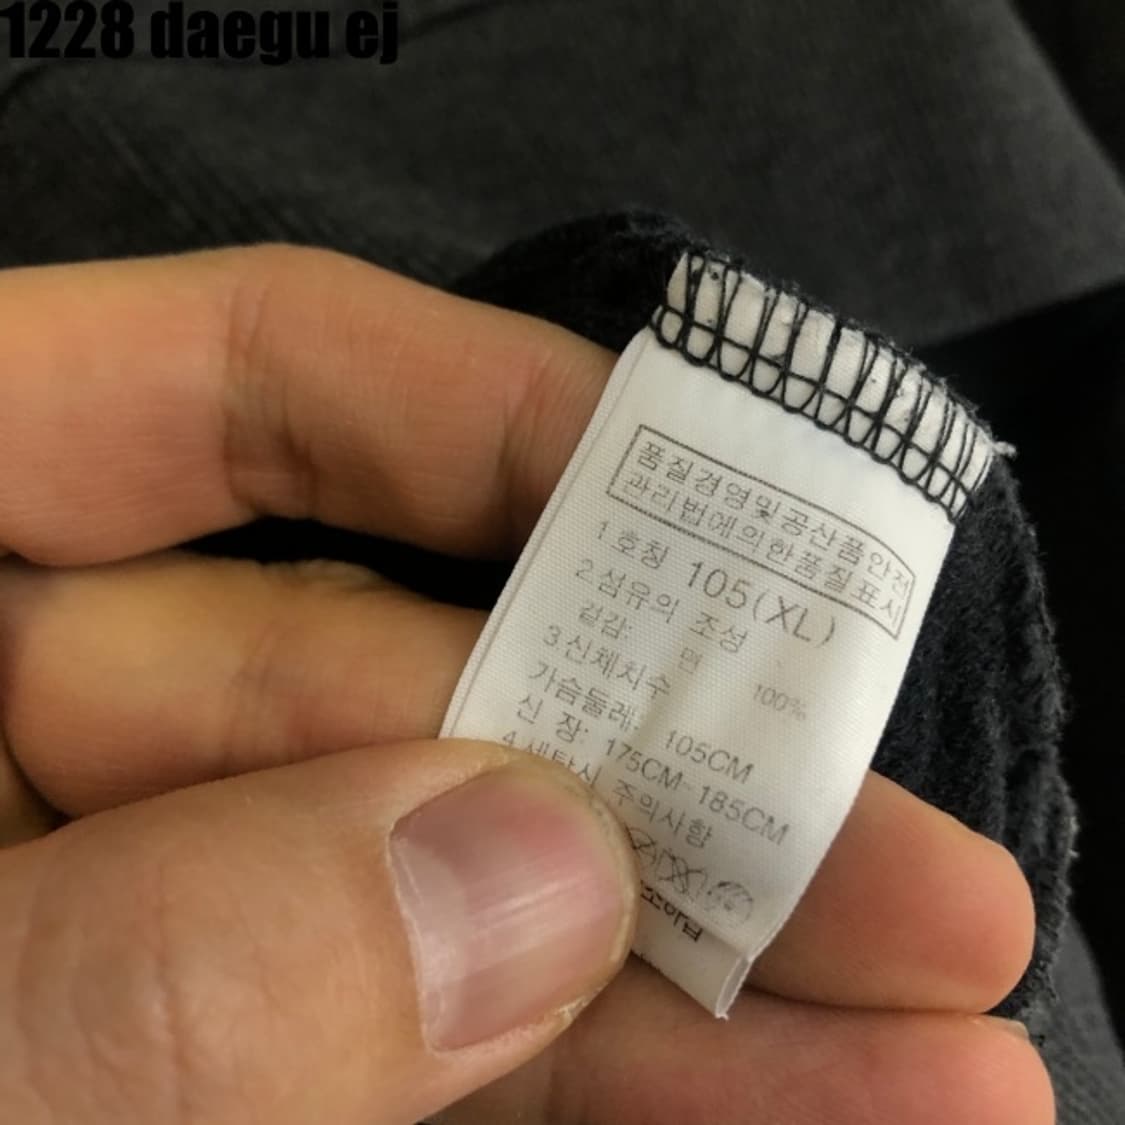 1228 daegu ej
품질경영및공산품안전
관리법에의한품질표시
1 호칭 105(XL)
2 섬유의 조성
겉감: 면 100%
3 신체치수
가슴둘레: 105CM
신 장: 175CM~185CM
4 세탁시 주의사항